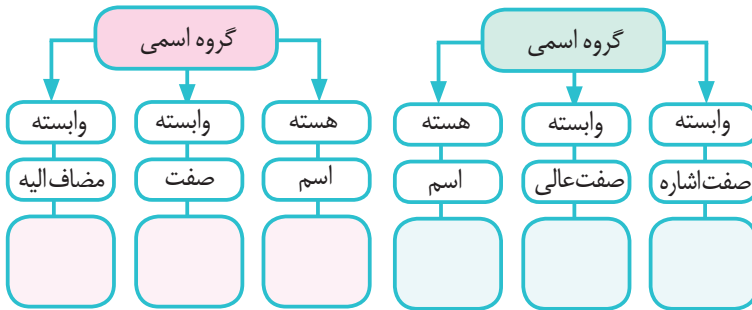 گروه اسمی
وابسته وابسته هسته
صفت اشاره صفت عالی اسم
گروه اسمی
هسته وابسته وابسته
اسم صفت مضاف الیه